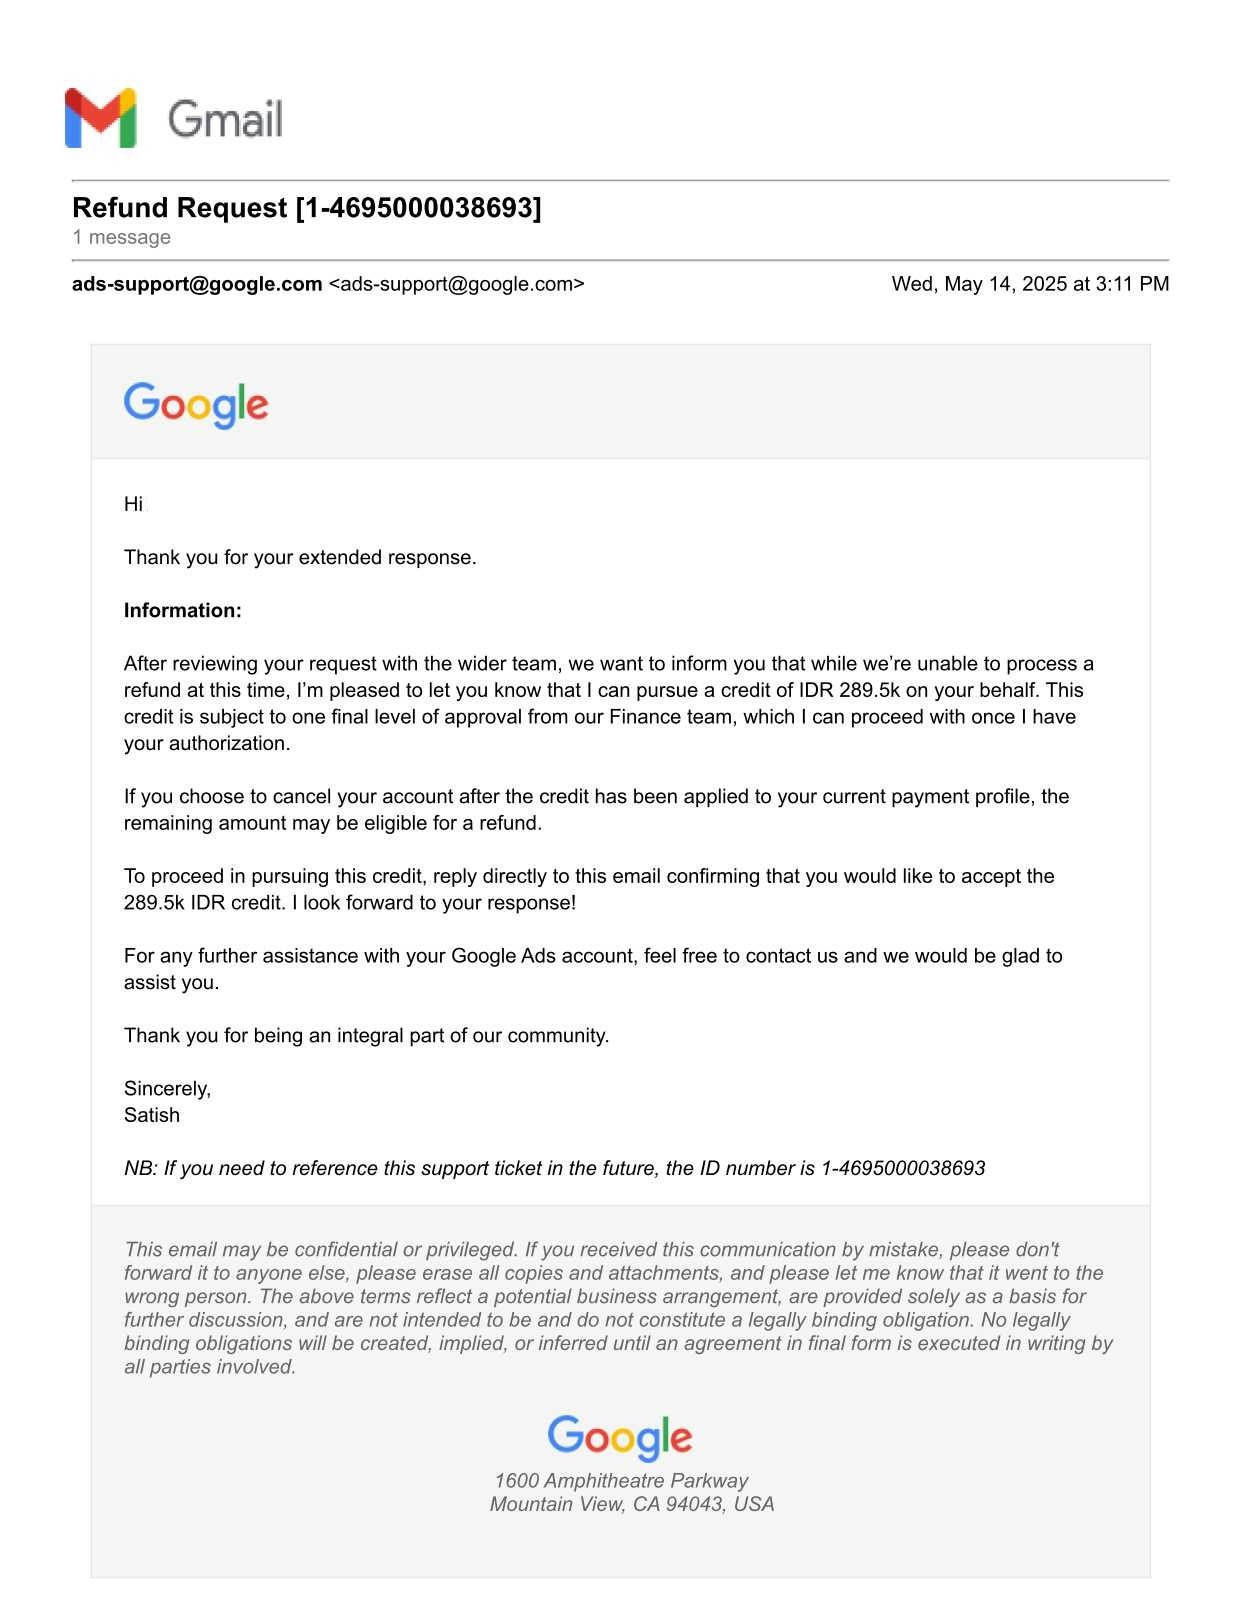 Gmail
Refund Request [1-4695000038693]
1 message
ads-support@google.com <ads-support@google.com> Wed, May 14, 2025 at 3:11 PM
Google
Hi
Thank you for your extended response.
Information:
After reviewing your request with the wider team, we want to inform you that while we’re unable to process a
refund at this time, I’m pleased to let you know that I can pursue a credit of IDR 289.5k on your behalf. This
credit is subject to one final level of approval from our Finance team, which I can proceed with once I have
your authorization.
If you choose to cancel your account after the credit has been applied to your current payment profile, the
remaining amount may be eligible for a refund.
To proceed in pursuing this credit, reply directly to this email confirming that you would like to accept the
289.5k IDR credit. I look forward to your response!
For any further assistance with your Google Ads account, feel free to contact us and we would be glad to
assist you.
Thank you for being an integral part of our community.
Sincerely,
Satish
NB: If you need to reference this support ticket in the future, the ID number is 1-4695000038693
This email may be confidential or privileged. If you received this communication by mistake, please don't
forward it to anyone else, please erase all copies and attachments, and please let me know that it went to the
wrong person. The above terms reflect a potential business arrangement, are provided solely as a basis for
further discussion, and are not intended to be and do not constitute a legally binding obligation. No legally
binding obligations will be created, implied, or inferred until an agreement in final form is executed in writing by
all parties involved.
Google
1600 Amphitheatre Parkway
Mountain View, CA 94043, USA